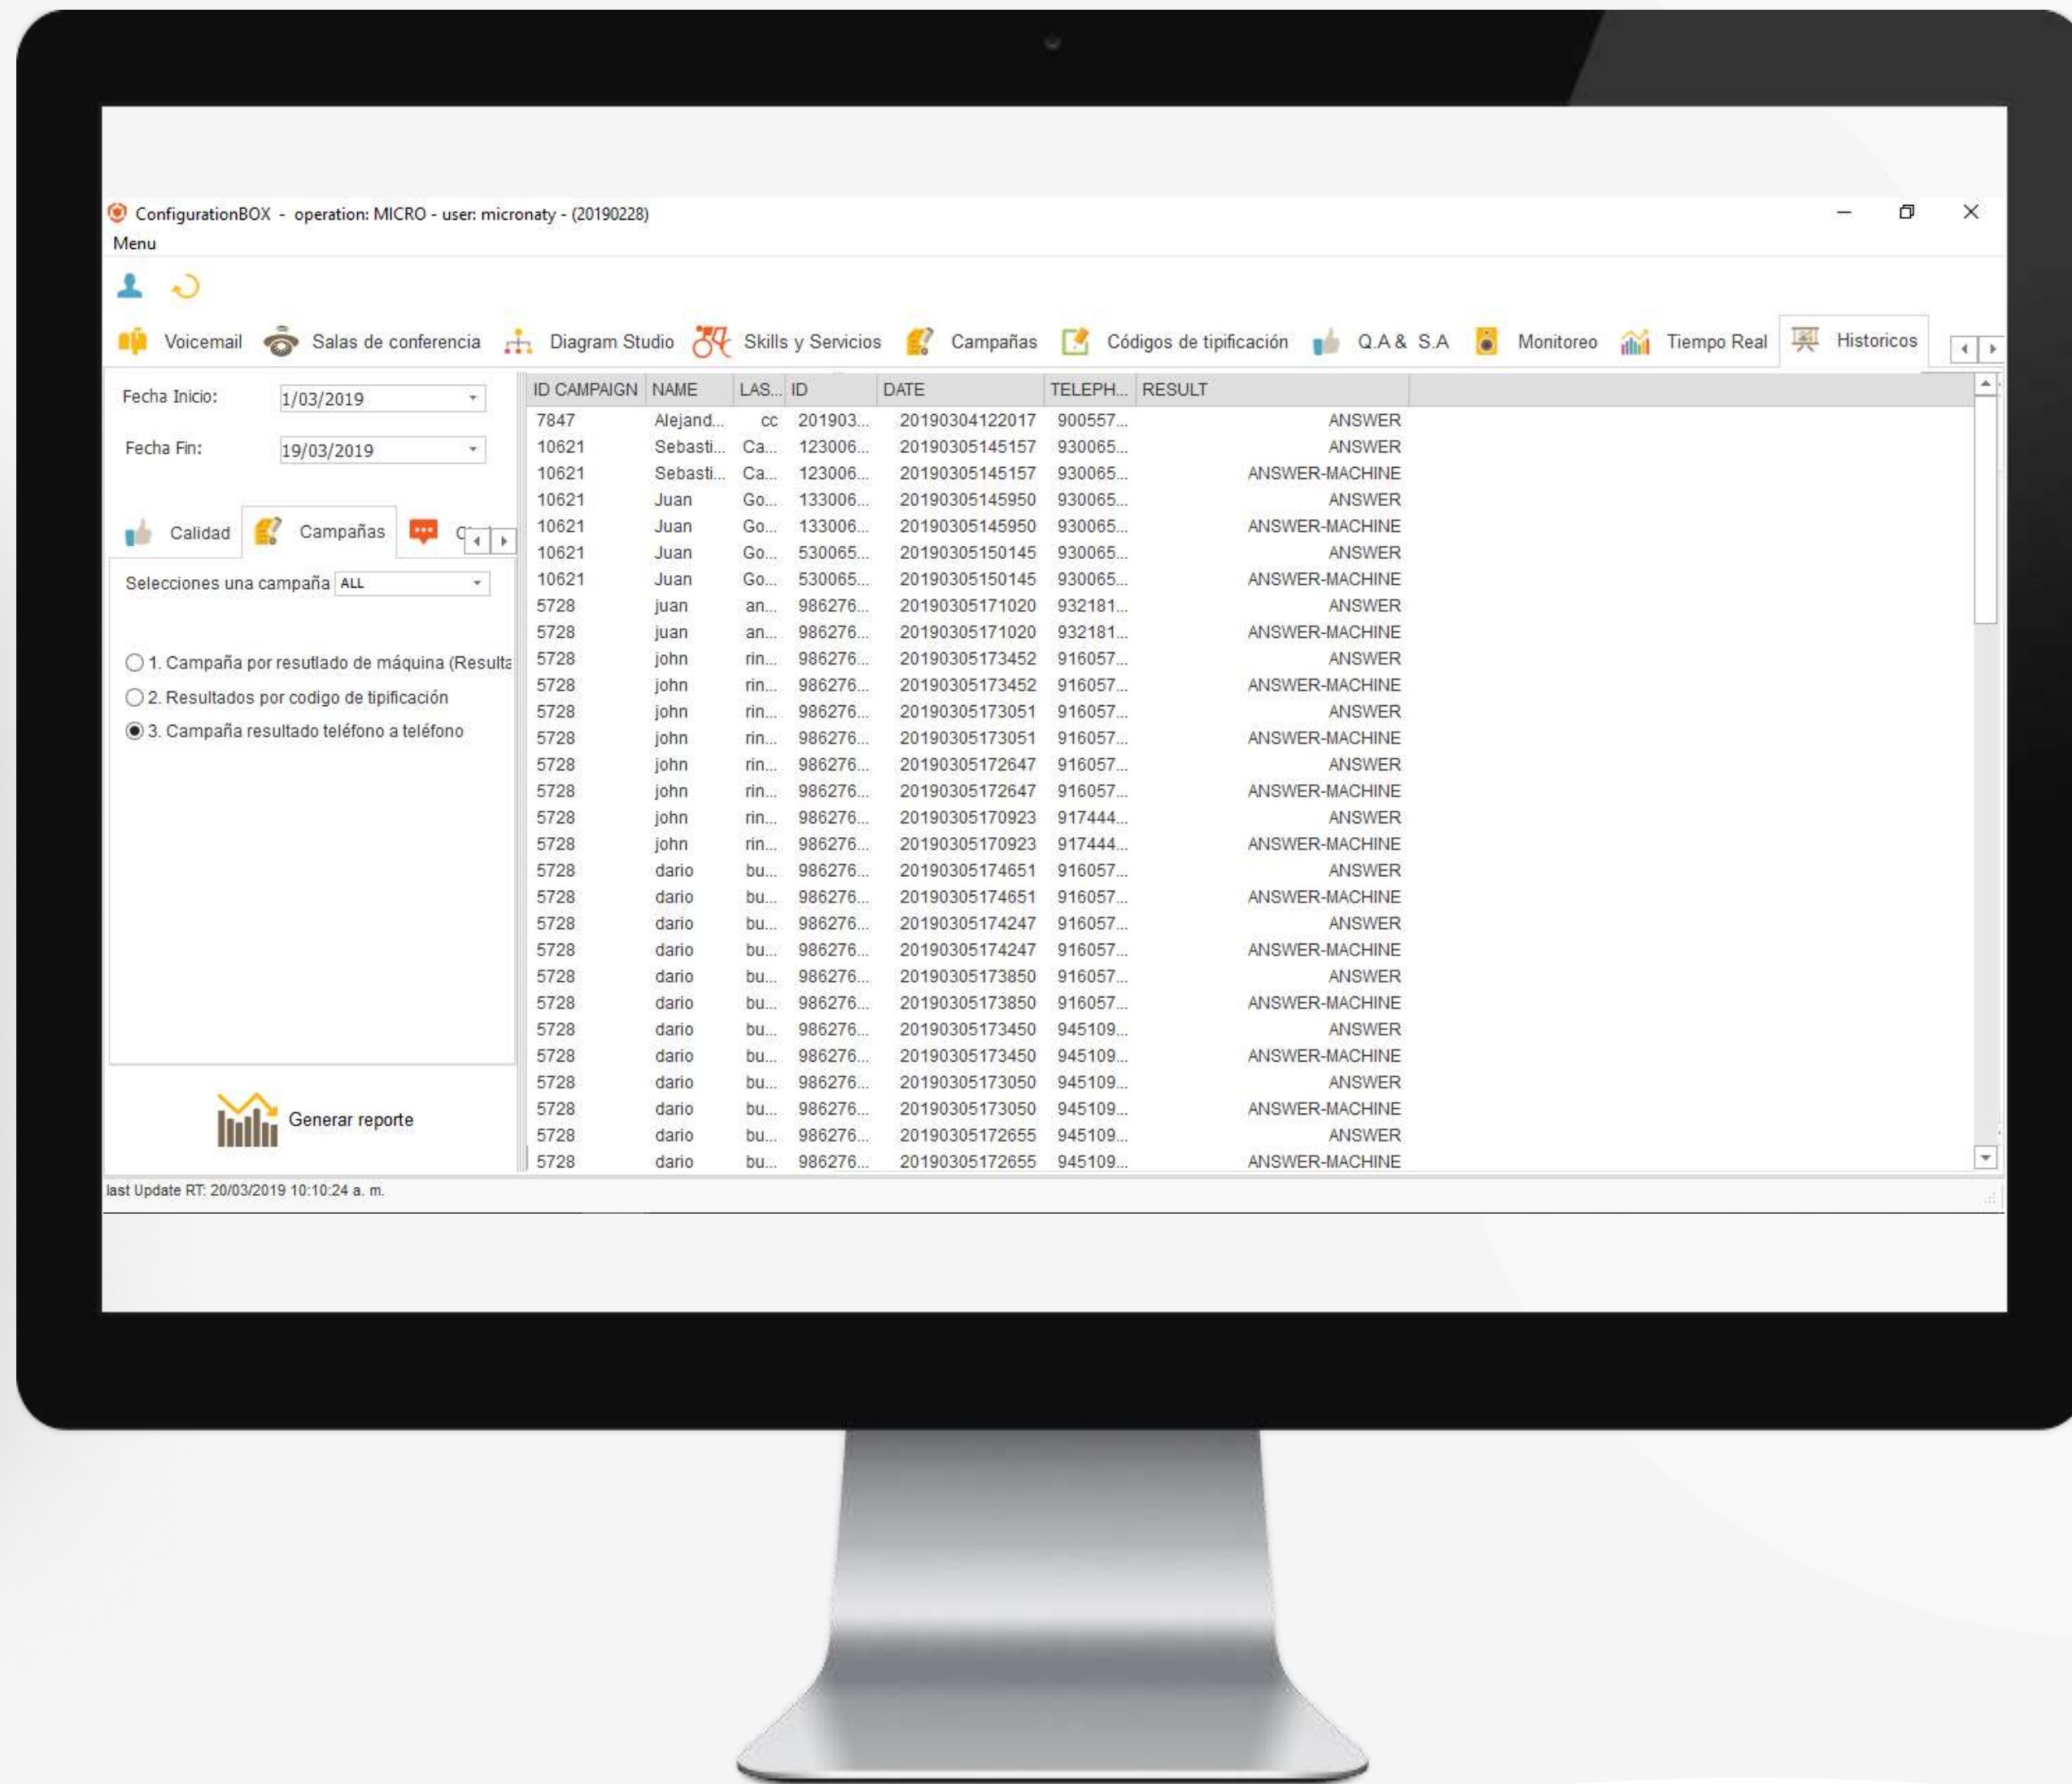 ConfigurationBOX - operation: MICRO - user: micronaty - (20190228)
Menu
Voicemail Salas de conferencia Diagram Studio Skills y Servicios Campañas Códigos de tipificación Q.A & S.A Monitoreo Tiempo Real Historicos
Fecha Inicio: 1/03/2019
Fecha Fin: 19/03/2019
Calidad Campañas
Selecciones una campaña ALL
1. Campaña por resutlado de máquina (Resulta
2. Resultados por codigo de tipificación
3. Campaña resultado teléfono a teléfono
Generar reporte
ID CAMPAIGN NAME LAS... ID DATE TELEPH... RESULT
7847 Alejand... cc 201903... 20190304122017 900557... ANSWER
10621 Sebasti... Ca... 123006... 20190305145157 930065... ANSWER
10621 Sebasti... Ca... 123006... 20190305145157 930065... ANSWER-MACHINE
10621 Juan Go... 133006... 20190305145950 930065... ANSWER
10621 Juan Go... 133006... 20190305145950 930065... ANSWER-MACHINE
10621 Juan Go... 530065... 20190305150145 930065... ANSWER
10621 Juan Go... 530065... 20190305150145 930065... ANSWER-MACHINE
5728 juan an... 986276... 20190305171020 932181... ANSWER
5728 juan an... 986276... 20190305171020 932181... ANSWER-MACHINE
5728 john rin... 986276... 20190305173452 916057... ANSWER
5728 john rin... 986276... 20190305173452 916057... ANSWER-MACHINE
5728 john rin... 986276... 20190305173051 916057... ANSWER
5728 john rin... 986276... 20190305173051 916057... ANSWER-MACHINE
5728 john rin... 986276... 20190305172647 916057... ANSWER
5728 john rin... 986276... 20190305172647 916057... ANSWER-MACHINE
5728 john rin... 986276... 20190305170923 917444... ANSWER
5728 john rin... 986276... 20190305170923 917444... ANSWER-MACHINE
5728 dario bu... 986276... 20190305174651 916057... ANSWER
5728 dario bu... 986276... 20190305174651 916057... ANSWER-MACHINE
5728 dario bu... 986276... 20190305174247 916057... ANSWER
5728 dario bu... 986276... 20190305174247 916057... ANSWER-MACHINE
5728 dario bu... 986276... 20190305173850 916057... ANSWER
5728 dario bu... 986276... 20190305173850 916057... ANSWER-MACHINE
5728 dario bu... 986276... 20190305173450 945109... ANSWER
5728 dario bu... 986276... 20190305173450 945109... ANSWER-MACHINE
5728 dario bu... 986276... 20190305173050 945109... ANSWER
5728 dario bu... 986276... 20190305173050 945109... ANSWER-MACHINE
5728 dario bu... 986276... 20190305172655 945109... ANSWER
5728 dario bu... 986276... 20190305172655 945109... ANSWER-MACHINE
last Update RT: 20/03/2019 10:10:24 a. m.